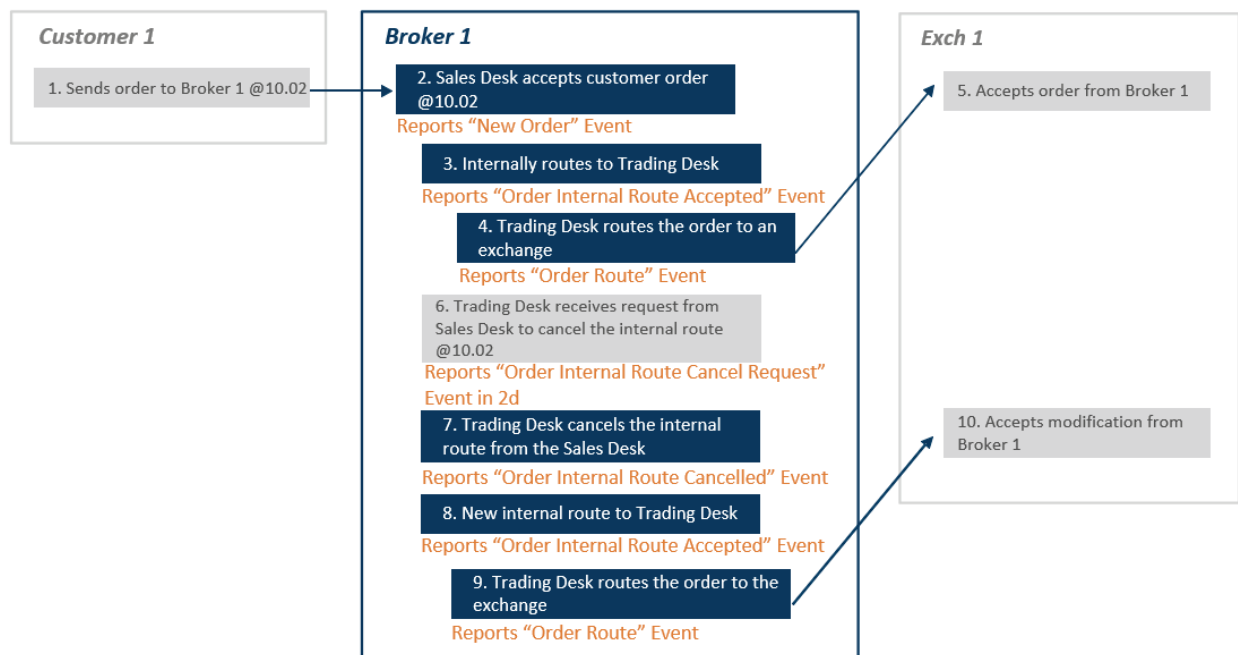 Customer 1
1. Sends order to Broker 1 @10.02
Broker 1
2. Sales Desk accepts customer order
@10.02
Reports “New Order” Event
3. Internally routes to Trading Desk
Reports “Order Internal Route Accepted” Event
4. Trading Desk routes the order to an
exchange
Reports “Order Route” Event
6. Trading Desk receives request from
Sales Desk to cancel the internal route
@10.02
Reports “Order Internal Route Cancel Request”
Event in 2d
7. Trading Desk cancels the internal
route from the Sales Desk
Reports “Order Internal Route Cancelled” Event
8. New internal route to Trading Desk
Reports “Order Internal Route Accepted” Event
9. Trading Desk routes the order to the
exchange
Reports “Order Route” Event
Exch 1
5. Accepts order from Broker 1
10. Accepts modification from
Broker 1